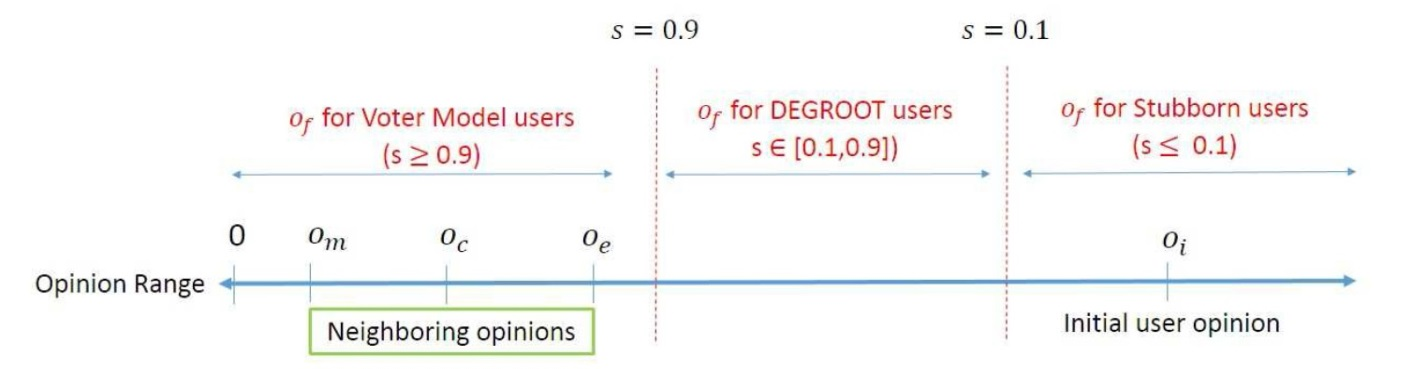 s = 0.9 s = 0.1
o_f for Voter Model users
(s ≥ 0.9)
o_f for DEGROOT users
s ∈ [0.1,0.9])
o_f for Stubborn users
(s ≤ 0.1)
0 o_m o_c o_e o_i
Opinion Range
Neighboring opinions
Initial user opinion